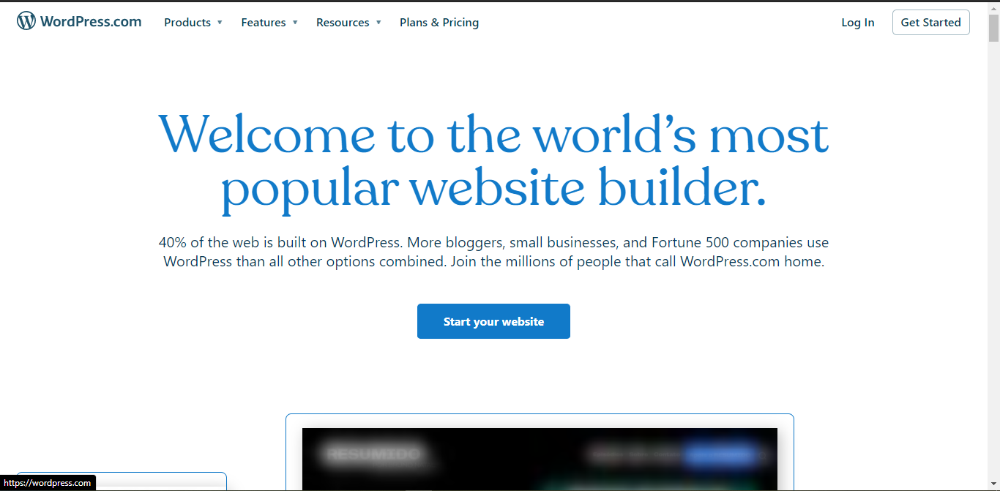 WordPress.com Products Features Resources Plans & Pricing Log In Get Started
Welcome to the world’s most
popular website builder.
40% of the web is built on WordPress. More bloggers, small businesses, and Fortune 500 companies use
WordPress than all other options combined. Join the millions of people that call WordPress.com home.
Start your website
RESUMIDO
https://wordpress.com